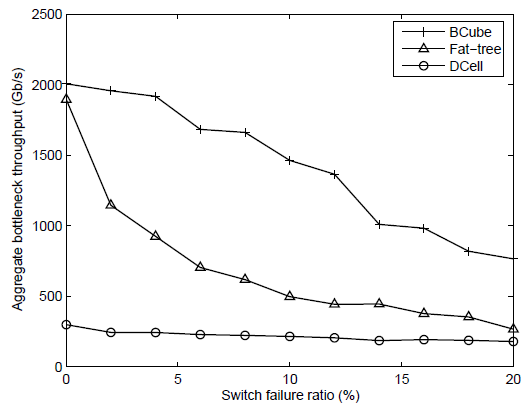 2500
2000
1500
1000
500
0
Aggregate bottleneck throughput (Gb/s)
BCube
Fat−tree
DCell
0 5 10 15 20
Switch failure ratio (%)